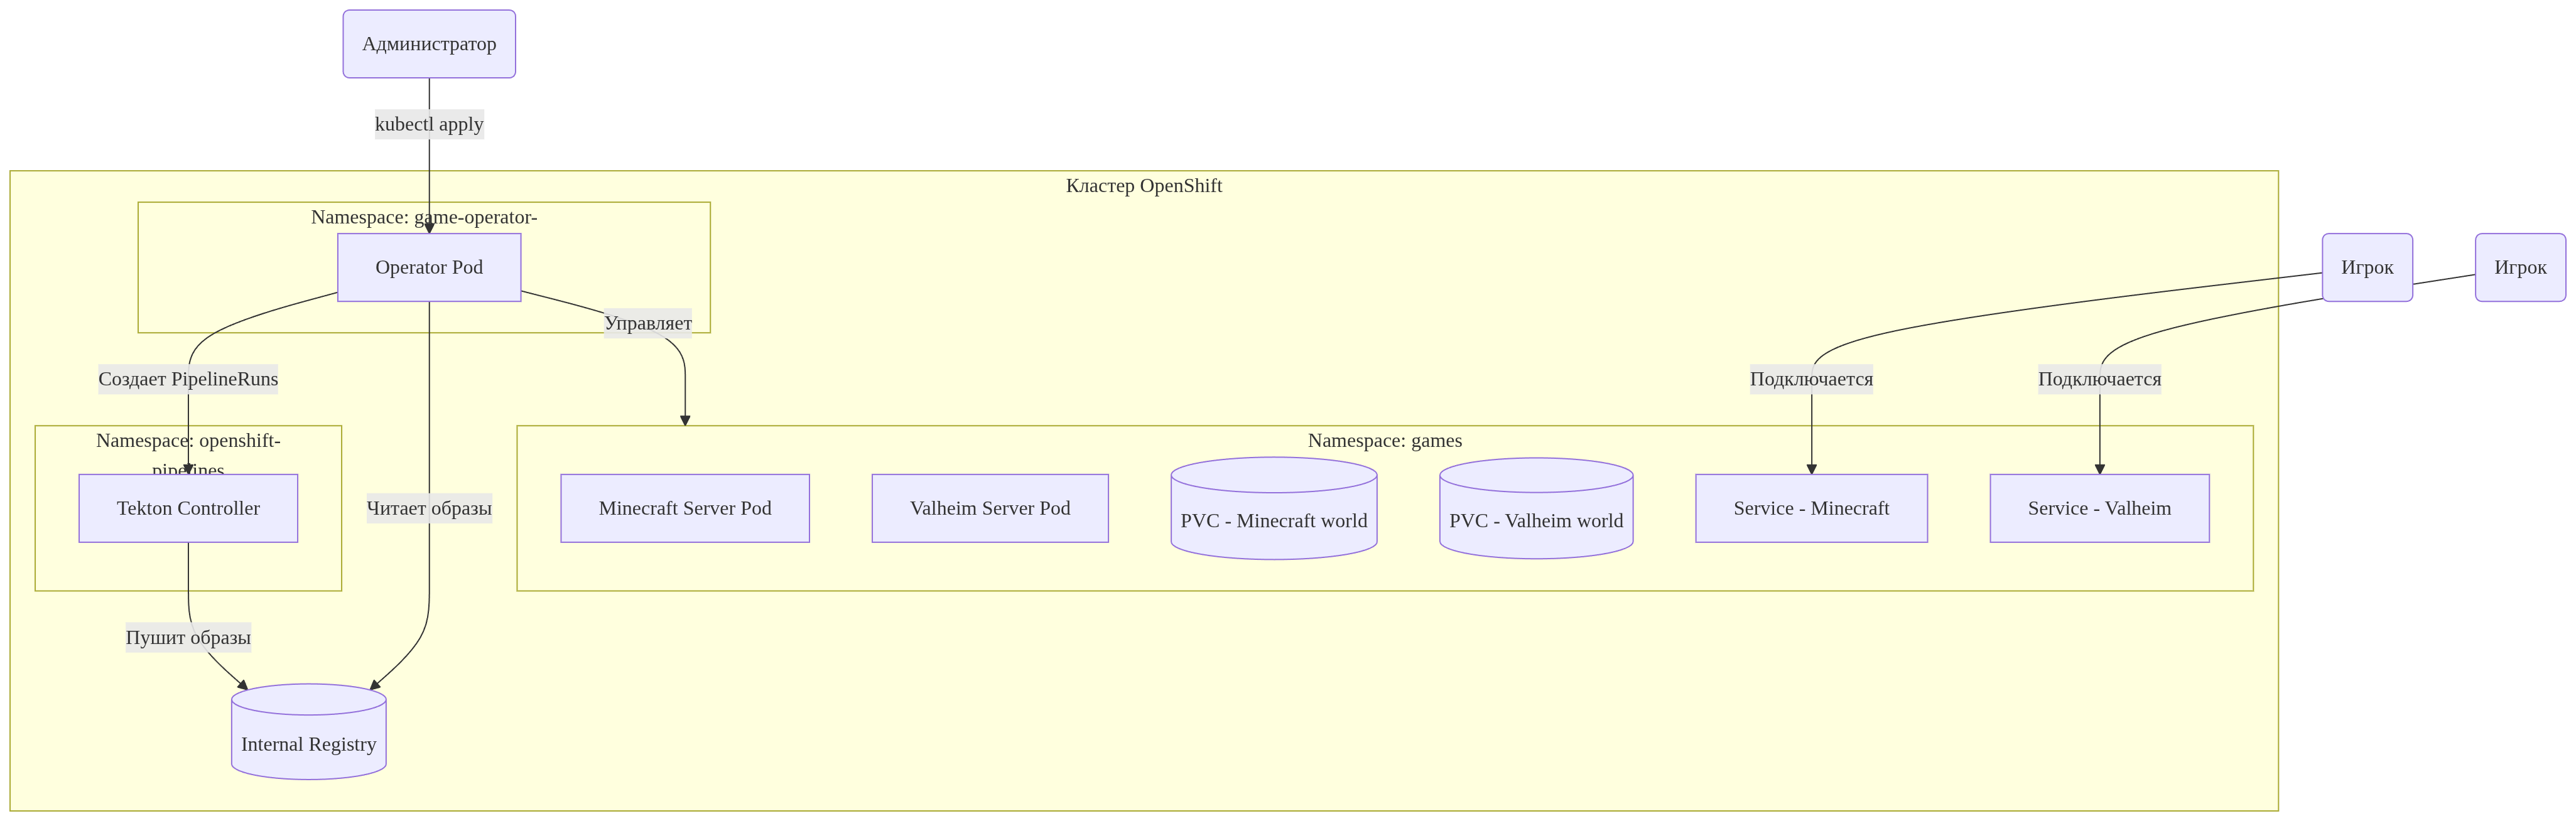 Администратор
kubectl apply
Кластер OpenShift
Namespace: game-operator-
Operator Pod
Игрок
Игрок
Управляет
Создает PipelineRuns
Подключается
Подключается
Namespace: openshift-
pipelines
Namespace: games
Tekton Controller
Читает образы
Minecraft Server Pod
Valheim Server Pod
PVC - Minecraft world
PVC - Valheim world
Service - Minecraft
Service - Valheim
Пушит образы
Internal Registry